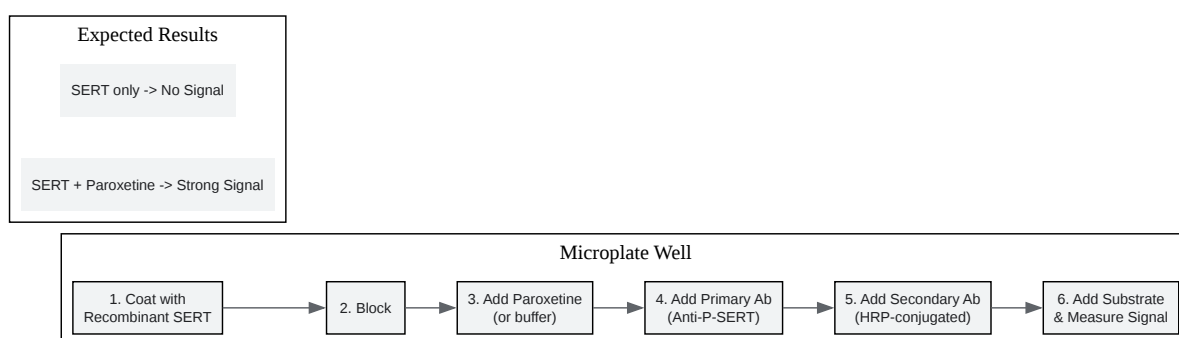 Expected Results
SERT only -> No Signal
SERT + Paroxetine -> Strong Signal
Microplate Well
1. Coat with
Recombinant SERT
2. Block
3. Add Paroxetine
(or buffer)
4. Add Primary Ab
(Anti-P-SERT)
5. Add Secondary Ab
(HRP-conjugated)
6. Add Substrate
& Measure Signal